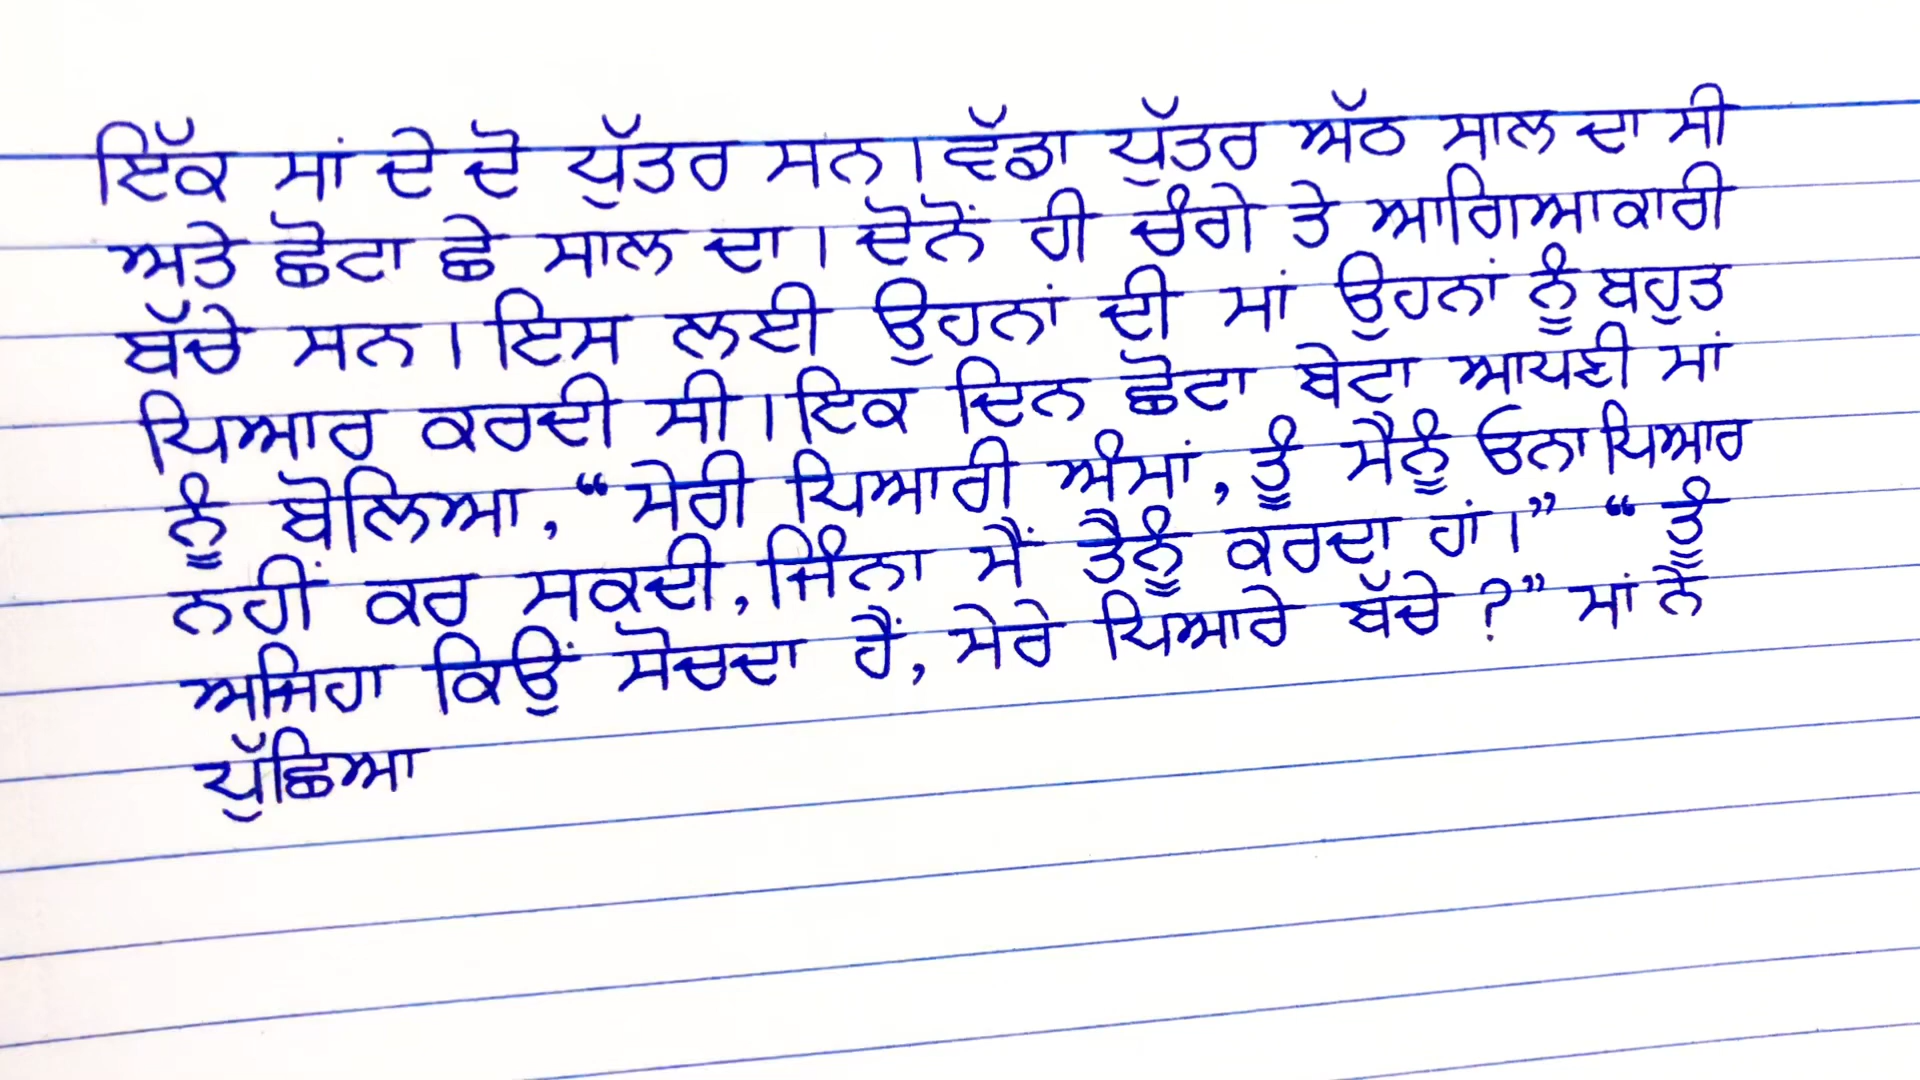 ਇੱਕ ਮਾਂ ਦੇ ਦੋ ਪੁੱਤਰ ਸਨ। ਵੱਡਾ ਪੁੱਤਰ ਅੱਠ ਸਾਲ ਦਾ ਸੀ
ਅਤੇ ਛੋਟਾ ਛੇ ਸਾਲ ਦਾ। ਦੋਨੋਂ ਹੀ ਚੰਗੇ ਤੇ ਆਗਿਆਕਾਰੀ
ਬੱਚੇ ਸਨ। ਇਸ ਲਈ ਉਹਨਾਂ ਦੀ ਮਾਂ ਉਹਨਾਂ ਨੂੰ ਬਹੁਤ
ਪਿਆਰ ਕਰਦੀ ਸੀ। ਇਕ ਦਿਨ ਛੋਟਾ ਬੇਟਾ ਆਪਣੀ ਮਾਂ
ਨੂੰ ਬੋਲਿਆ, “ਮੇਰੀ ਪਿਆਰੀ ਅੰਮਾਂ, ਤੂੰ ਮੈਨੂੰ ਓਨਾ ਪਿਆਰ
ਨਹੀਂ ਕਰ ਸਕਦੀ, ਜਿੰਨਾ ਮੈਂ ਤੈਨੂੰ ਕਰਦਾ ਹਾਂ।” “ਤੂੰ
ਅਜਿਹਾ ਕਿਉਂ ਸੋਚਦਾ ਹੈਂ, ਮੇਰੇ ਪਿਆਰੇ ਬੱਚੇ ?” ਮਾਂ ਨੇ
ਪੁੱਛਿਆ